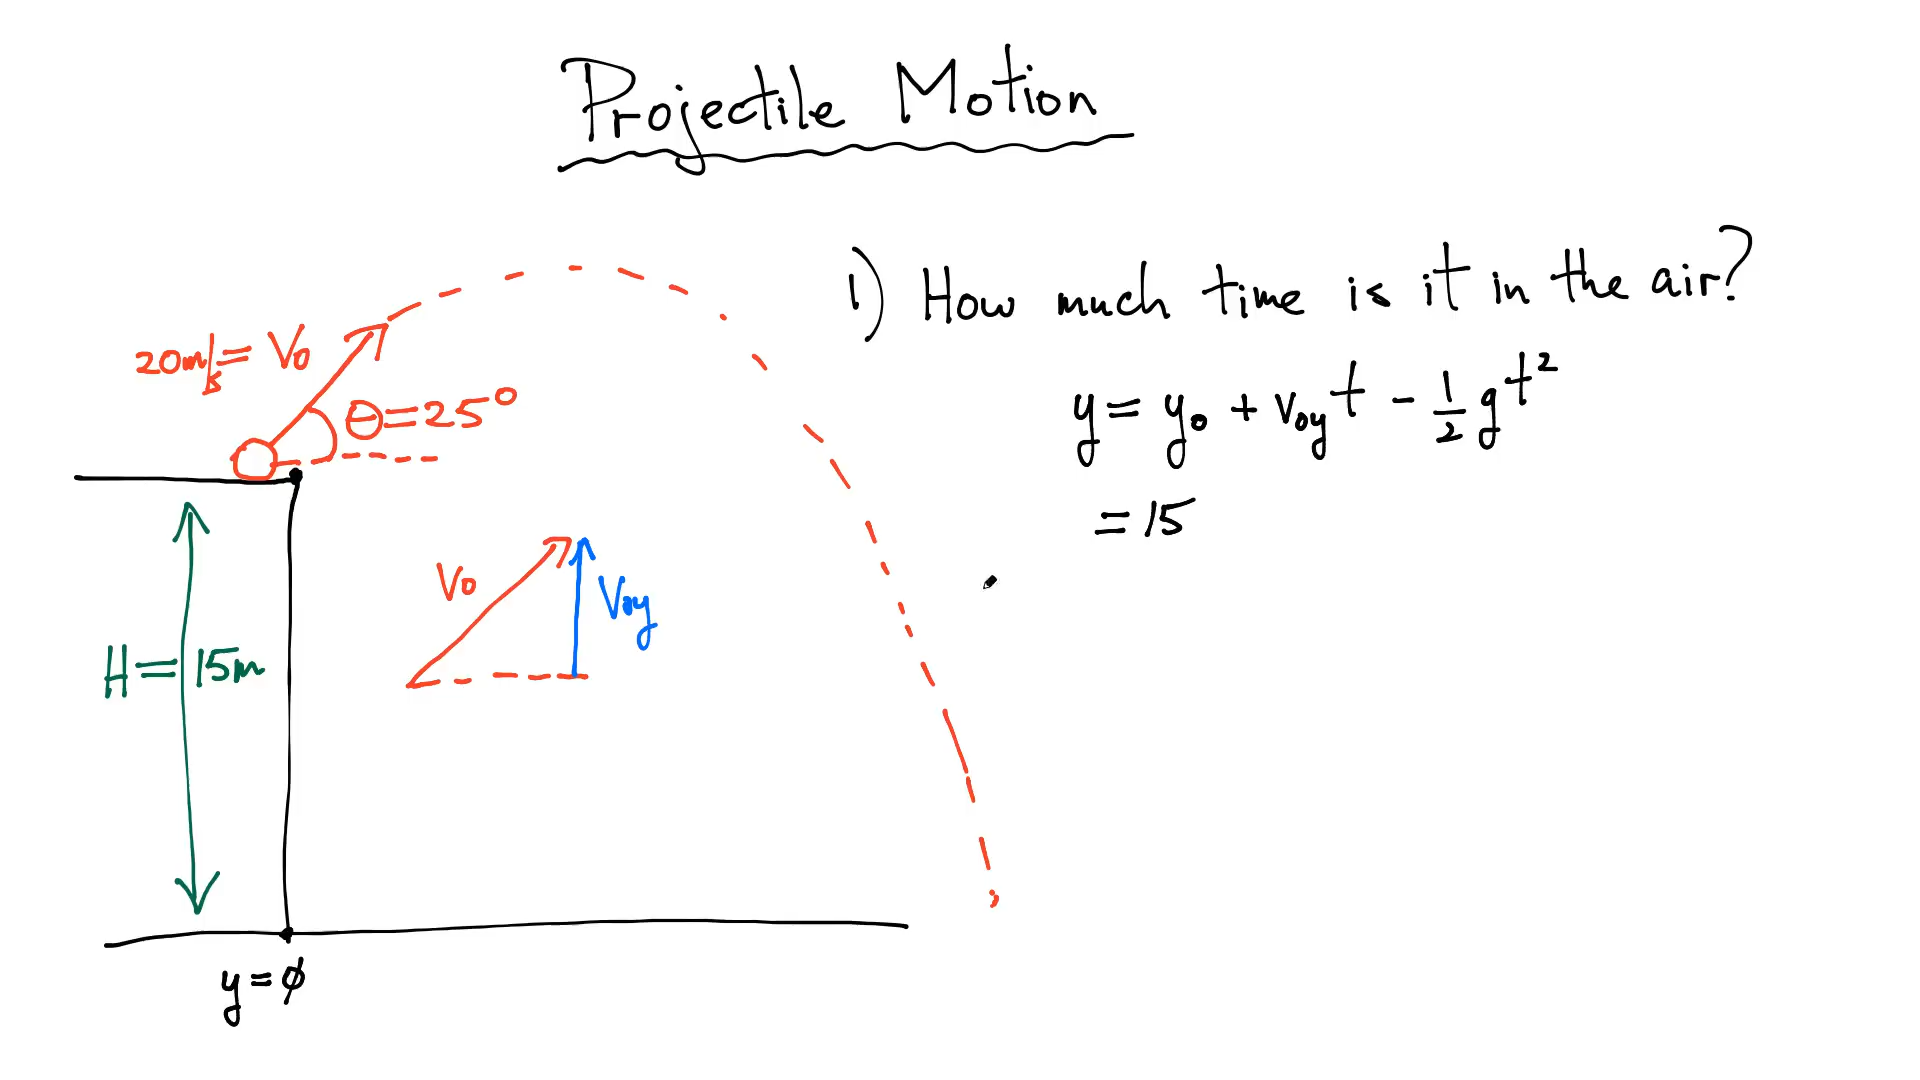 Projectile Motion
1) How much time is it in the air?
y = y₀ + v₀yt - ½gt²
= 15
20m/s = V₀
θ = 25°
V₀
V₀y
H = 15m
y = ϕ